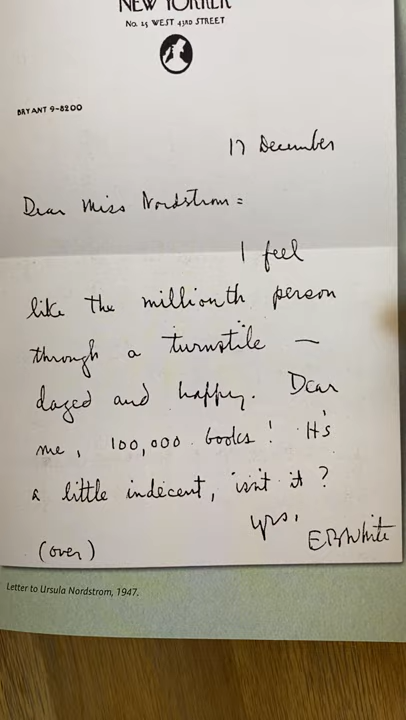 NEW YORKER
No. 25 WEST 43RD STREET
BRYANT 9-8200
17 December
Dear Miss Nordstrom =
I feel
like the millionth person
through a turnstile —
dazed and happy. Dear
me, 100,000 books! It's
a little indecent, isn't it?
yrs,
EBWhite
(over)
Letter to Ursula Nordstrom, 1947.